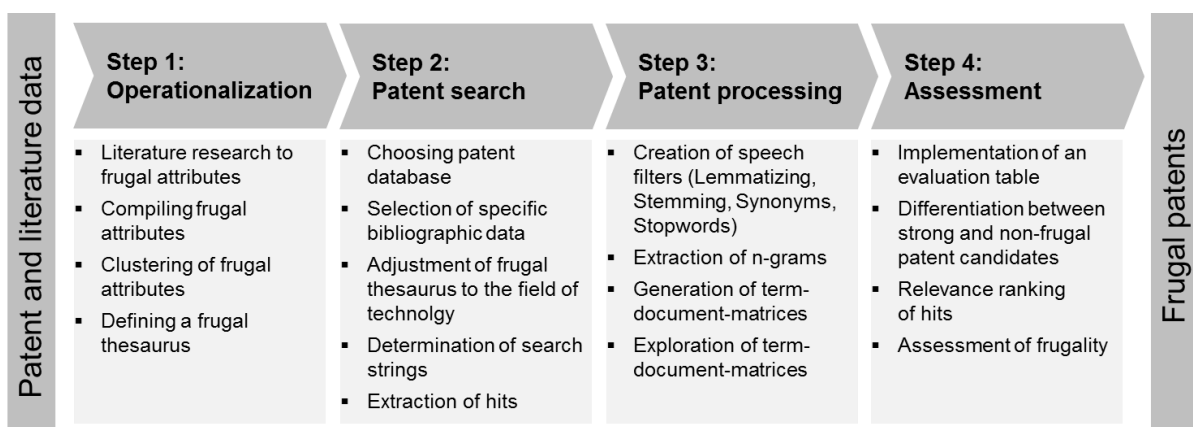 Patent and literature data
Step 1:
Operationalization
▪ Literature research to
frugal attributes
▪ Compiling frugal
attributes
▪ Clustering of frugal
attributes
▪ Defining a frugal
thesaurus
Step 2:
Patent search
▪ Choosing patent
database
▪ Selection of specific
bibliographic data
▪ Adjustment of frugal
thesaurus to the field of
technolgy
▪ Determination of search
strings
▪ Extraction of hits
Step 3:
Patent processing
▪ Creation of speech
filters (Lemmatizing,
Stemming, Synonyms,
Stopwords)
▪ Extraction of n-grams
▪ Generation of term-
document-matrices
▪ Exploration of term-
document-matrices
Step 4:
Assessment
▪ Implementation of an
evaluation table
▪ Differentiation between
strong and non-frugal
patent candidates
▪ Relevance ranking
of hits
▪ Assessment of frugality
Frugal patents